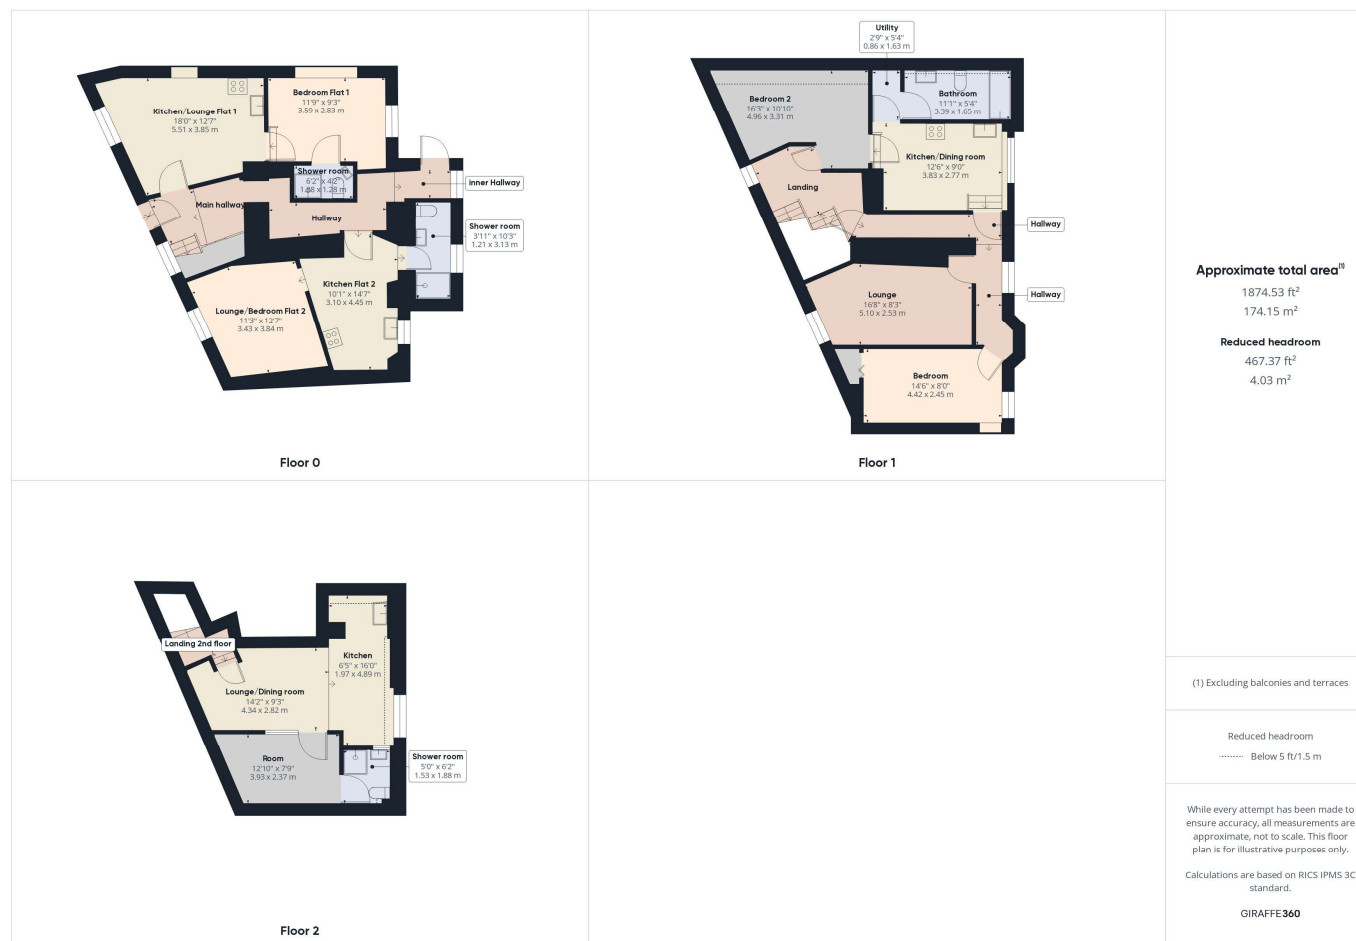 Kitchen/Lounge Flat 1
18'0" x 12'7"
5.51 x 3.85 m
Bedroom Flat 1
11'9" x 9'3"
3.59 x 2.83 m
Shower room
6'2" x 4'2"
1.88 x 1.28 m
Inner Hallway
Main hallway
Hallway
Shower room
3'11" x 10'3"
1.21 x 3.13 m
Kitchen Flat 2
10'1" x 14'7"
3.10 x 4.45 m
Lounge/Bedroom Flat 2
11'3" x 12'7"
3.43 x 3.84 m
Floor 0
Utility
2'9" x 5'4"
0.86 x 1.63 m
Bedroom 2
16'3" x 10'10"
4.96 x 3.31 m
Bathroom
11'1" x 5'4"
3.39 x 1.65 m
Kitchen/Dining room
12'6" x 9'0"
3.83 x 2.77 m
Landing
Hallway
Hallway
Lounge
16'8" x 8'3"
5.10 x 2.53 m
Bedroom
14'6" x 8'0"
4.42 x 2.45 m
Floor 1
Landing 2nd floor
Kitchen
6'5" x 16'0"
1.97 x 4.89 m
Lounge/Dining room
14'2" x 9'3"
4.34 x 2.82 m
Room
12'10" x 7'9"
3.93 x 2.37 m
Shower room
5'0" x 6'2"
1.53 x 1.88 m
Floor 2
Approximate total area(1)
1874.53 ft²
174.15 m²
Reduced headroom
467.37 ft²
4.03 m²
(1) Excluding balconies and terraces
Reduced headroom
Below 5 ft/1.5 m
While every attempt has been made to
ensure accuracy, all measurements are
approximate, not to scale. This floor
plan is for illustrative purposes only.
Calculations are based on RICS IPMS 3C
standard.
GIRAFFE360